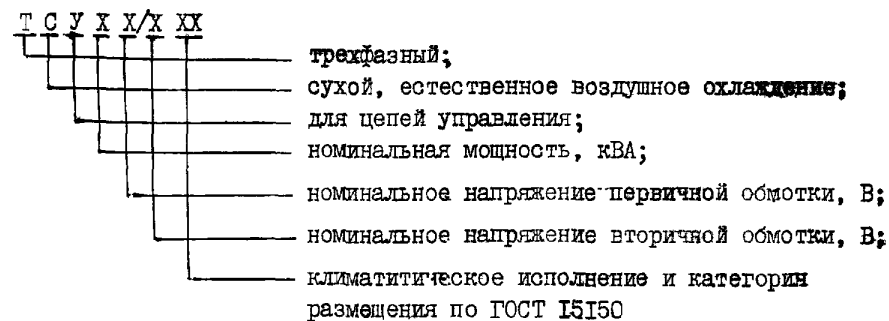 Т С У Х Х/Х ХХ
трехфазный;
сухой, естественное воздушное охлаждение;
для цепей управления;
номинальная мощность, кВА;
номинальное напряжение первичной обмотки, В;
номинальное напряжение вторичной обмотки, В;
климатитическое исполнение и категория
размещения по ГОСТ I5I50